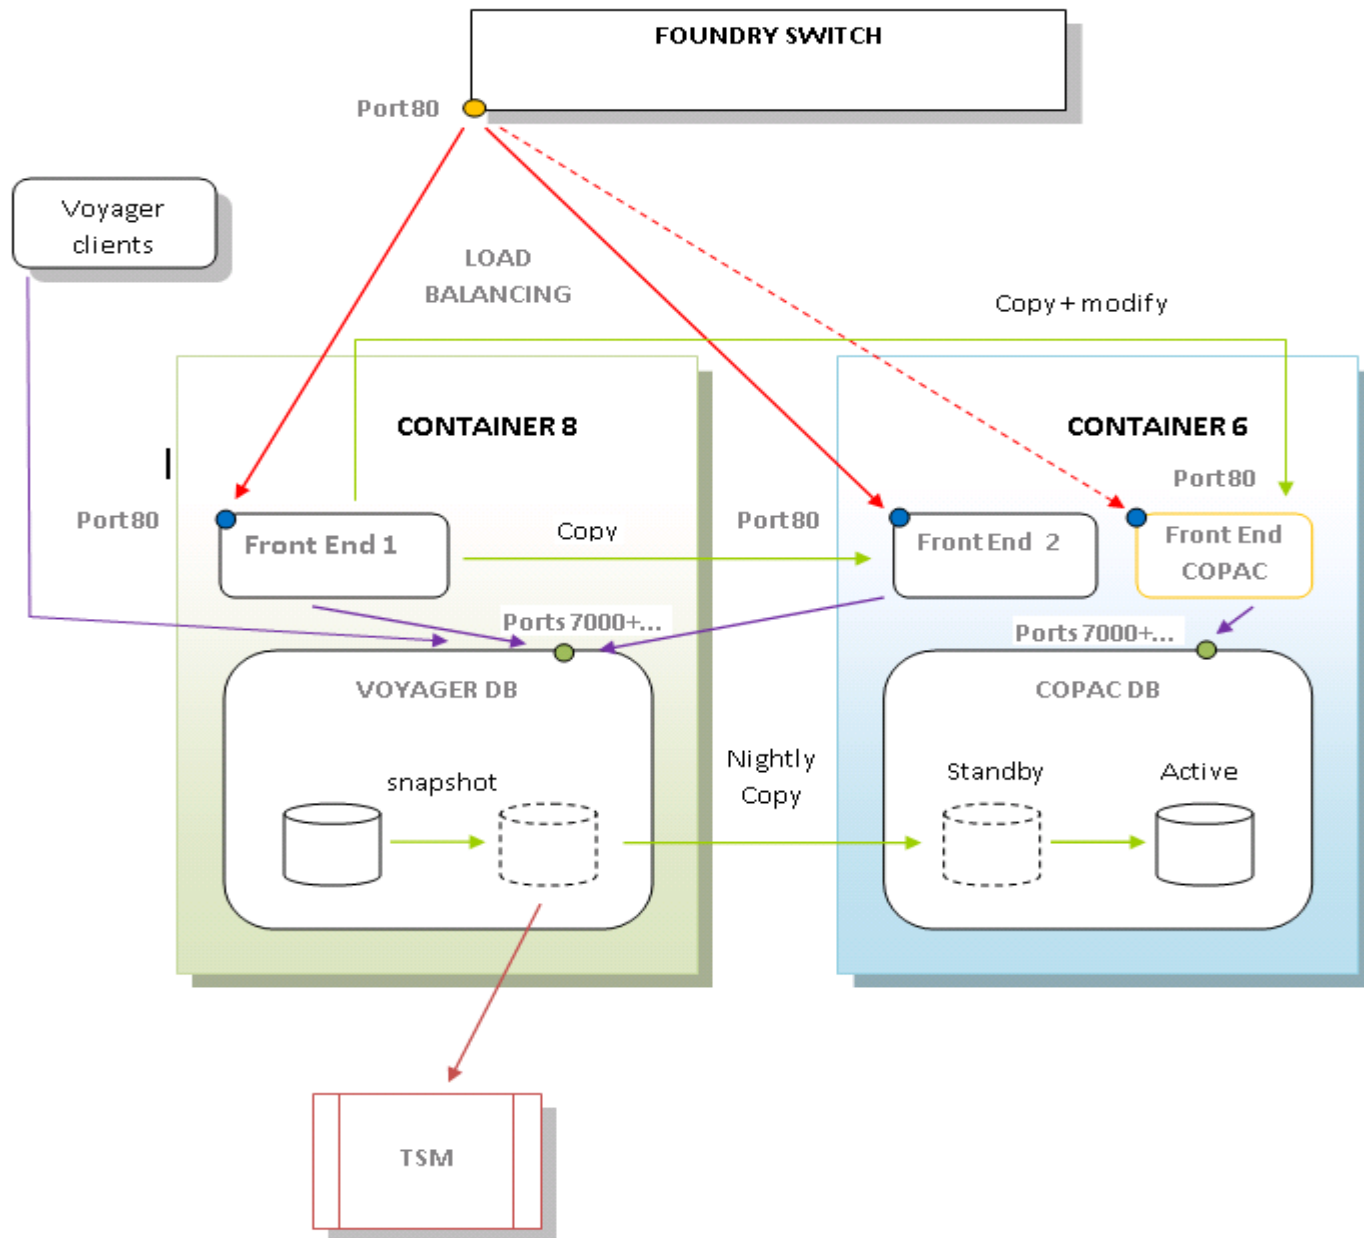 FOUNDRY SWITCH
Port80
Voyager
clients
LOAD
BALANCING
Copy + modify
CONTAINER 8
CONTAINER 6
Port80
Port80
Front End 1
Copy
Port80
Front End 2
Front End
COPAC
Ports 7000+...
Ports 7000+...
VOYAGER DB
COPAC DB
snapshot
Nightly
Copy
Standby
Active
TSM